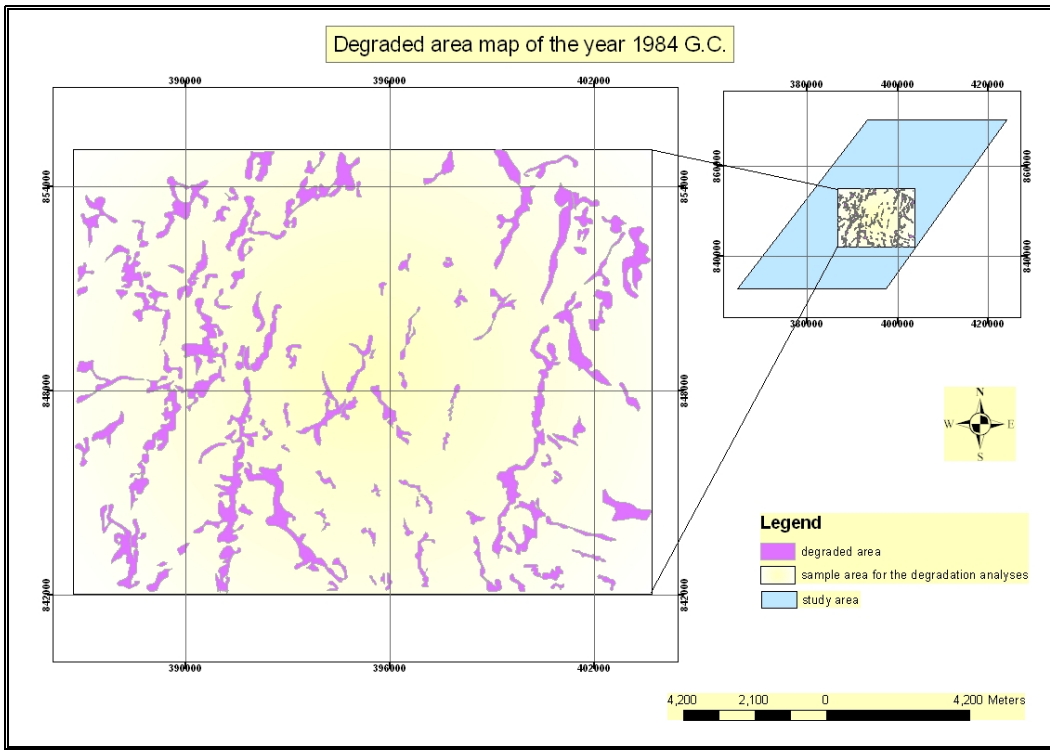 Degraded area map of the year 1984 G.C.
390000 396000 402000
380000 400000 420000
854000 854000
848000 848000
842000 842000
390000 396000 402000
860000 860000
840000 840000
380000 400000 420000
N
W E
S
Legend
degraded area
sample area for the degradation analyses
study area
4,200 2,100 0 4,200 Meters